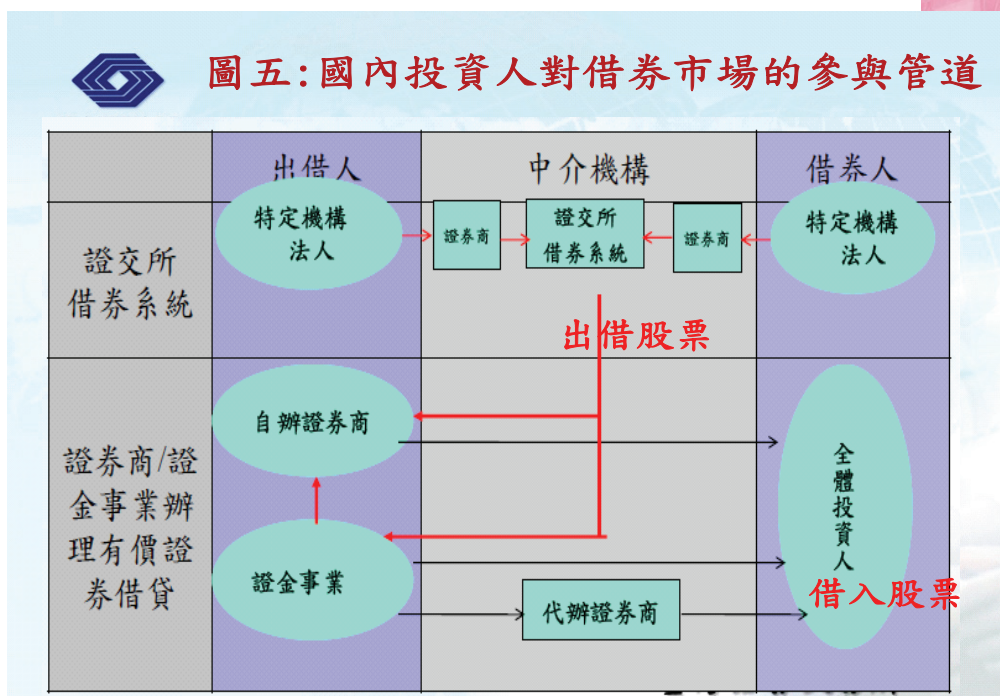 圖五:國內投資人對借券市場的參與管道
出借人
中介機構
借券人
證交所
借券系統
特定機構
法人
證券商
證交所
借券系統
證券商
特定機構
法人
出借股票
證券商/證
金事業辦
理有價證
券借貸
自辦證券商
證金事業
代辦證券商
全
體
投
資
人
借入股票